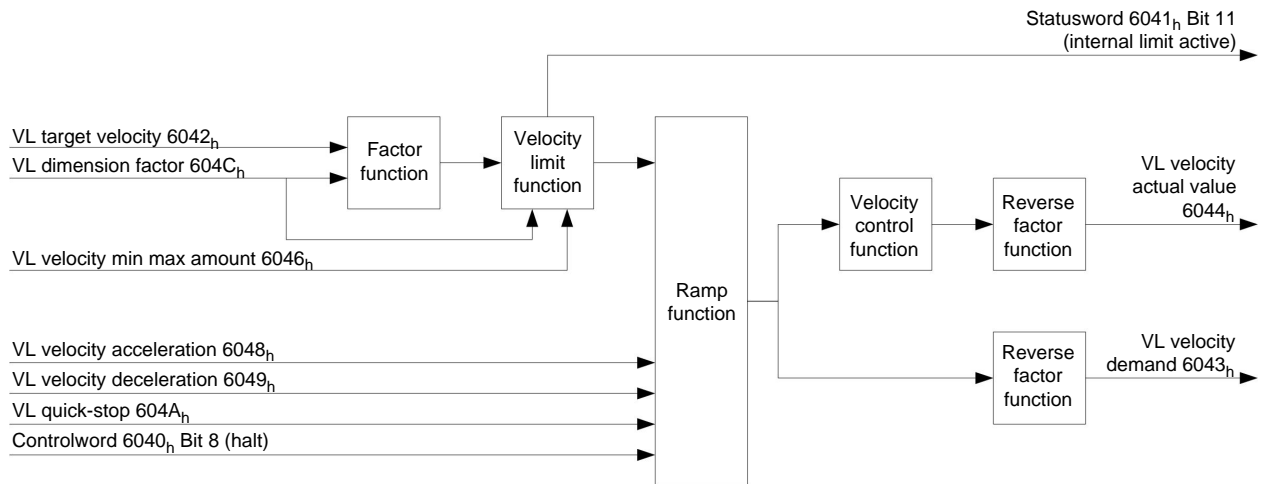 Statusword 6041h Bit 11
(internal limit active)
VL target velocity 6042h
VL dimension factor 604Ch
Factor
function
Velocity
limit
function
VL velocity min max amount 6046h
Ramp
function
Velocity
control
function
Reverse
factor
function
VL velocity
actual value
6044h
VL velocity acceleration 6048h
VL velocity deceleration 6049h
VL quick-stop 604Ah
Controlword 6040h Bit 8 (halt)
Reverse
factor
function
VL velocity
demand 6043h